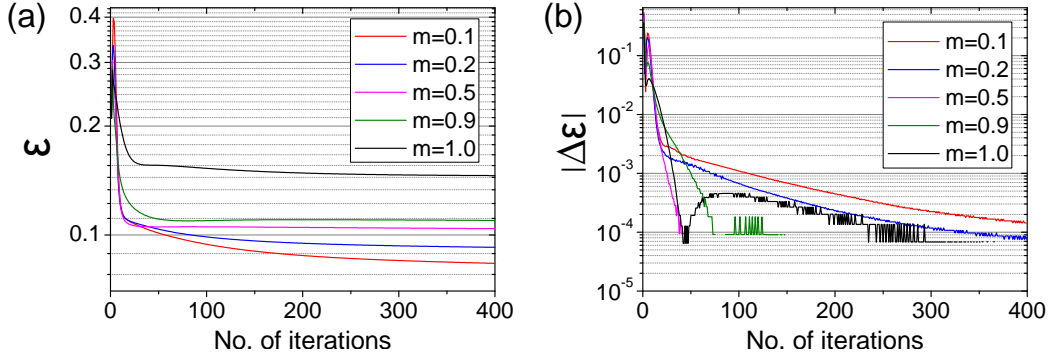 (a)
0.4
0.3
0.2
0.1
ε
0
100
200
300
400
No. of iterations
m=0.1
m=0.2
m=0.5
m=0.9
m=1.0
(b)
10⁻¹
10⁻²
10⁻³
10⁻⁴
10⁻⁵
|Δε|
0
100
200
300
400
No. of iterations
m=0.1
m=0.2
m=0.5
m=0.9
m=1.0